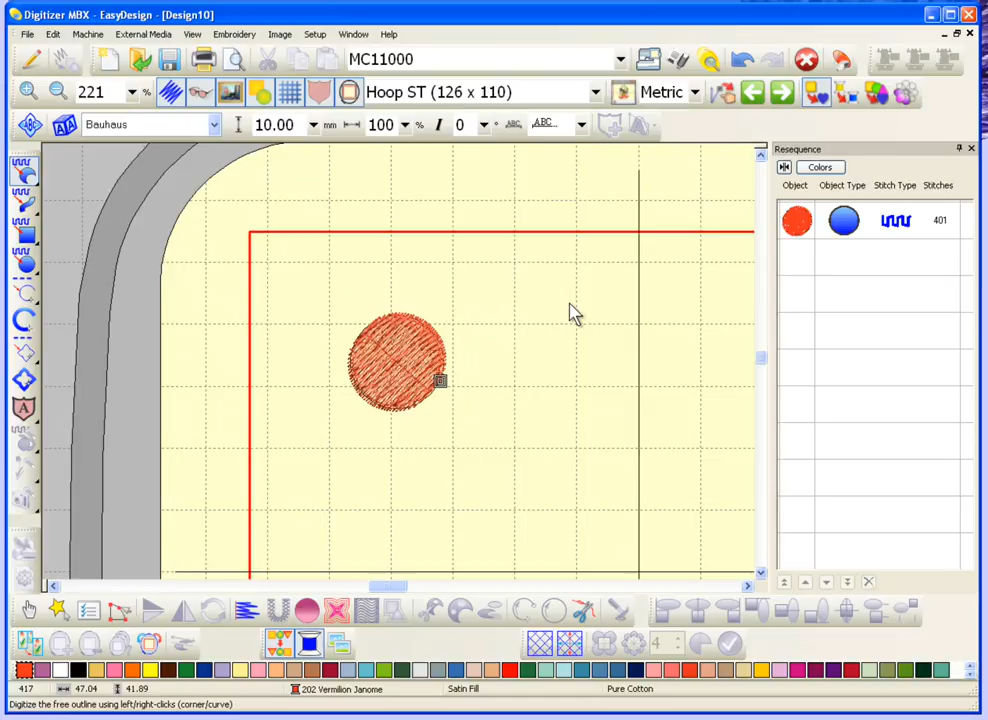 Digitizer MBX - EasyDesign - [Design10]
File Edit Machine External Media View Embroidery Image Setup Window Help
MC11000
221 % Hoop ST (126 x 110) Metric
Bauhaus 10.00 mm 100 % I 0 ° ABC ABC
Resequence
Colors
Object Object Type Stitch Type Stitches
401
4
417 47.04 41.89 202 Vermilion Janome Satin Fill Pure Cotton
Digitize the free outline using left/right-clicks (corner/curve)